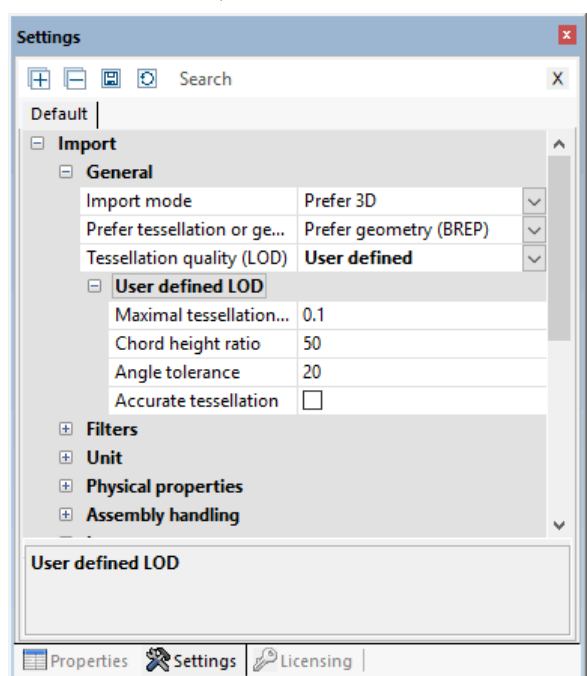 Settings
Search X
Default
Import
General
Import mode Prefer 3D
Prefer tessellation or ge... Prefer geometry (BREP)
Tessellation quality (LOD) User defined
User defined LOD
Maximal tessellation... 0.1
Chord height ratio 50
Angle tolerance 20
Accurate tessellation
Filters
Unit
Physical properties
Assembly handling
User defined LOD
Properties Settings Licensing